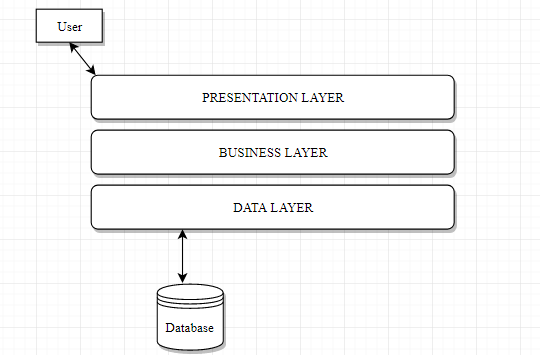 User
PRESENTATION LAYER
BUSINESS LAYER
DATA LAYER
Database